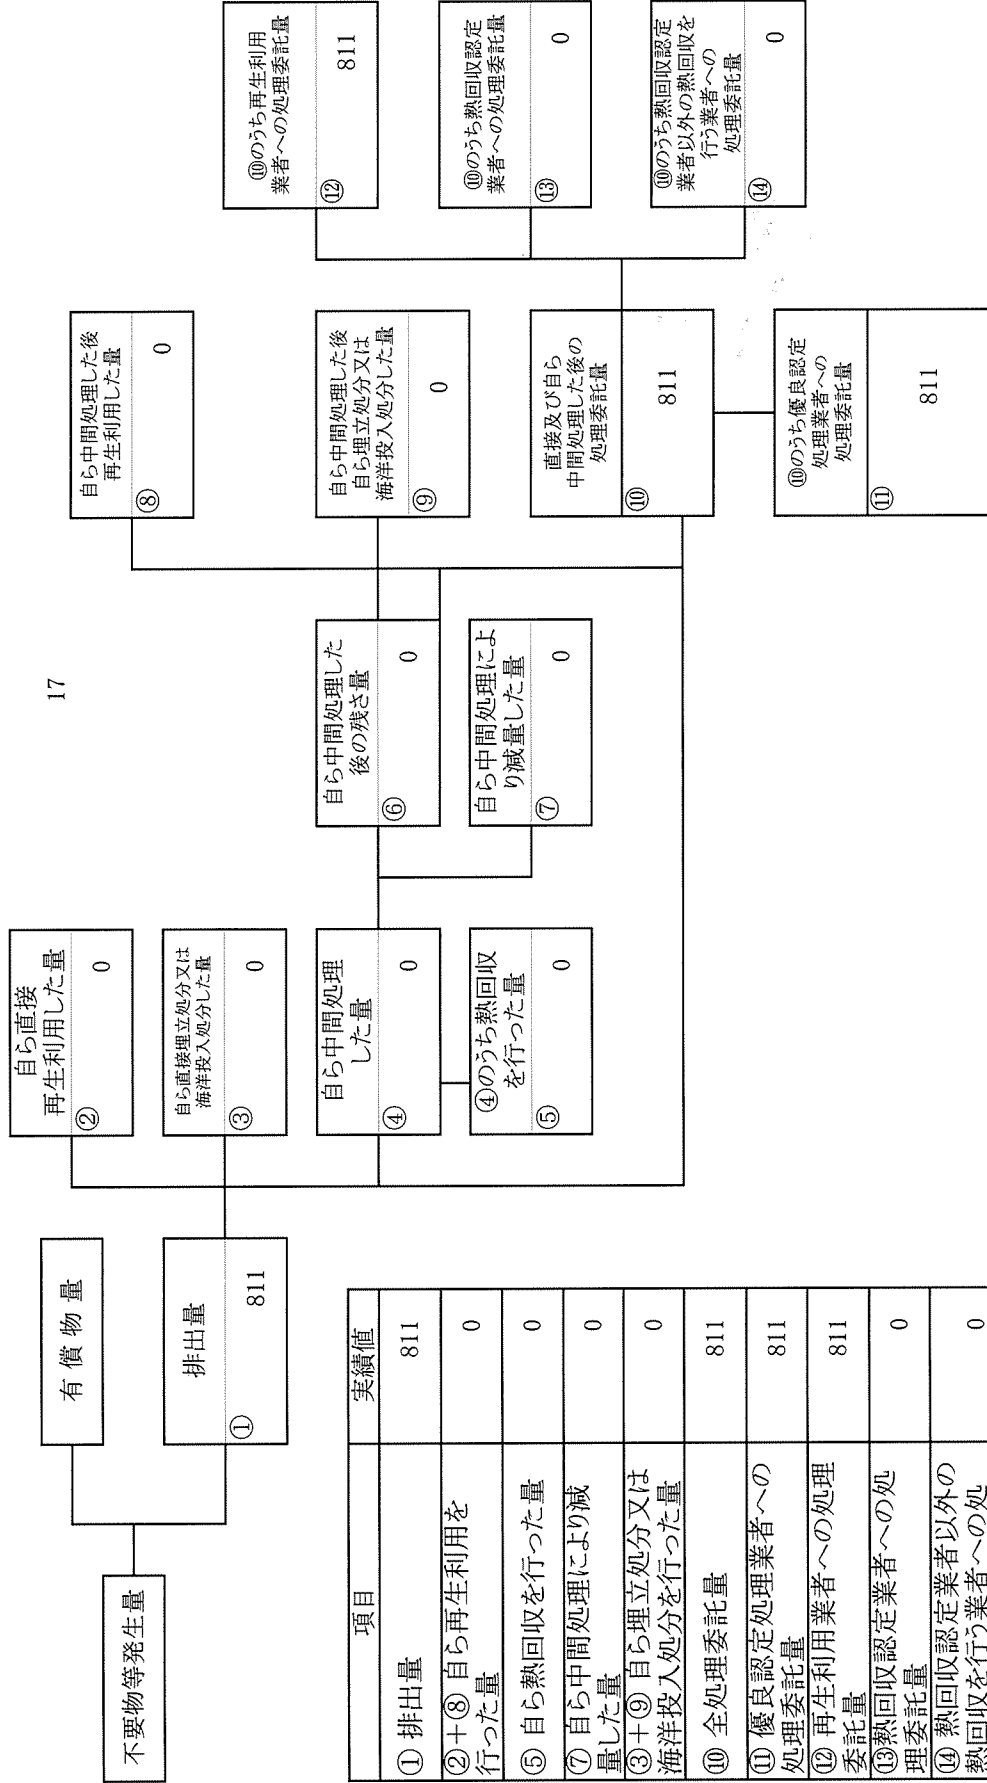 17
不要物等発生量
有償物量
排出量
①
811
自ら直接
再生利用した量
②
0
自ら直接埋立処分又は
海洋投入処分した量
③
0
自ら中間処理
した量
④
0
④のうち熱回収
を行った量
⑤
0
自ら中間処理した
後の残さ量
⑥
0
自ら中間処理によ
り減量した量
⑦
0
自ら中間処理した後
再生利用した量
⑧
0
自ら中間処理した後
自ら埋立処分又は
海洋投入処分した量
⑨
0
直接及び自ら
中間処理した後の
処理委託量
⑩
811
⑩のうち優良認定
処理業者への
処理委託量
⑪
811
⑩のうち再生利用
業者への処理委託量
⑫
811
⑩のうち熱回収認定
業者への処理委託量
⑬
0
⑩のうち熱回収認定
業者以外の熱回収を
行う業者への
処理委託量
⑭
0
項目 実績値
① 排出量 811
②＋⑧ 自ら再生利用を
行った量 0
⑤ 自ら熱回収を行った量 0
⑦ 自ら中間処理により減
量した量 0
③＋⑨ 自ら埋立処分又は
海洋投入処分を行った量 0
⑩ 全処理委託量 811
⑪ 優良認定処理業者への
処理委託量 811
⑫ 再生利用業者への処理
委託量 811
⑬熱回収認定業者への処
理委託量 0
⑭ 熱回収認定業者以外の
熱回収を行う業者への処 0